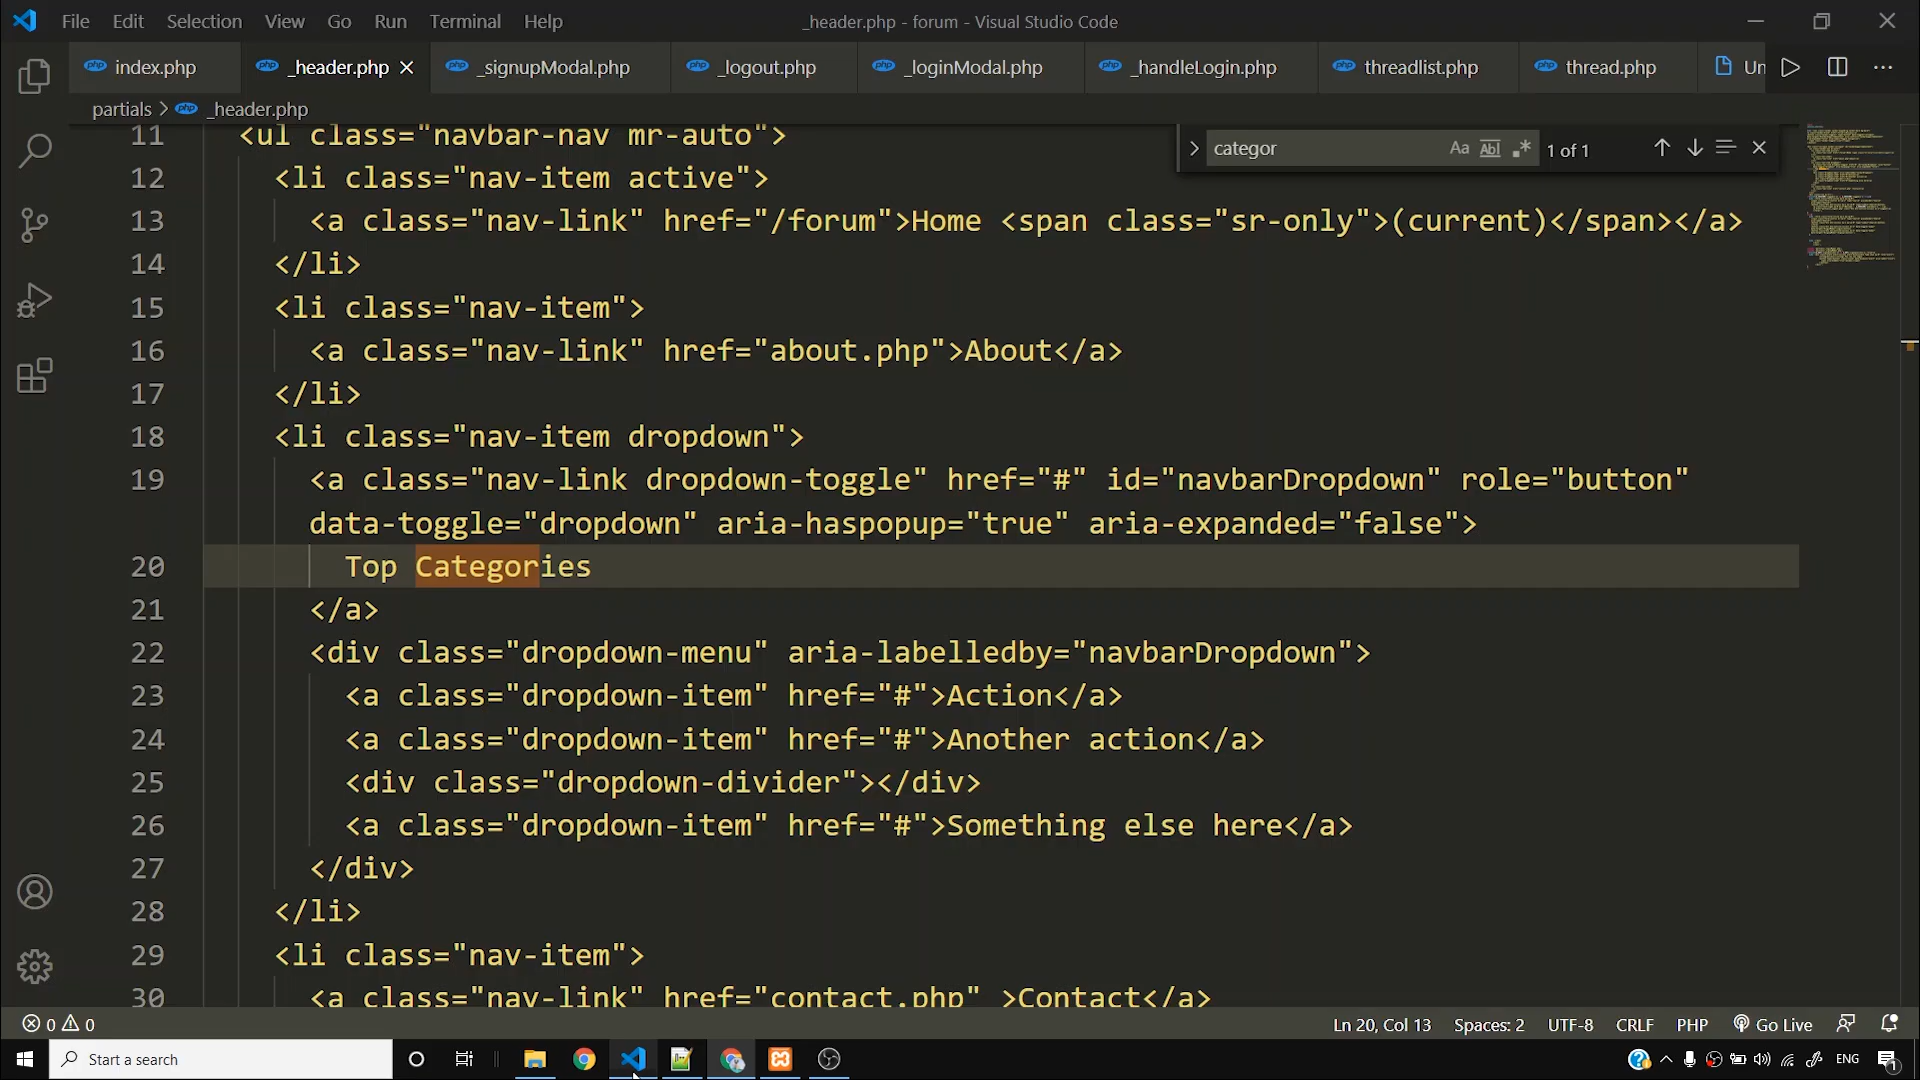 File Edit Selection View Go Run Terminal Help
_header.php - forum - Visual Studio Code
index.php
_header.php
_signupModal.php
_logout.php
_loginModal.php
_handleLogin.php
threadlist.php
thread.php
Un
partials > _header.php
categor
Aa
1 of 1
11 <ul class="navbar-nav mr-auto">
12 <li class="nav-item active">
13 <a class="nav-link" href="/forum">Home <span class="sr-only">(current)</span></a>
14 </li>
15 <li class="nav-item">
16 <a class="nav-link" href="about.php">About</a>
17 </li>
18 <li class="nav-item dropdown">
19 <a class="nav-link dropdown-toggle" href="#" id="navbarDropdown" role="button"
data-toggle="dropdown" aria-haspopup="true" aria-expanded="false">
20 Top Categories
21 </a>
22 <div class="dropdown-menu" aria-labelledby="navbarDropdown">
23 <a class="dropdown-item" href="#">Action</a>
24 <a class="dropdown-item" href="#">Another action</a>
25 <div class="dropdown-divider"></div>
26 <a class="dropdown-item" href="#">Something else here</a>
27 </div>
28 </li>
29 <li class="nav-item">
30 <a class="nav-link" href="contact.php" >Contact</a>
0 0
Ln 20, Col 13 Spaces: 2 UTF-8 CRLF PHP Go Live
Start a search
ENG
1